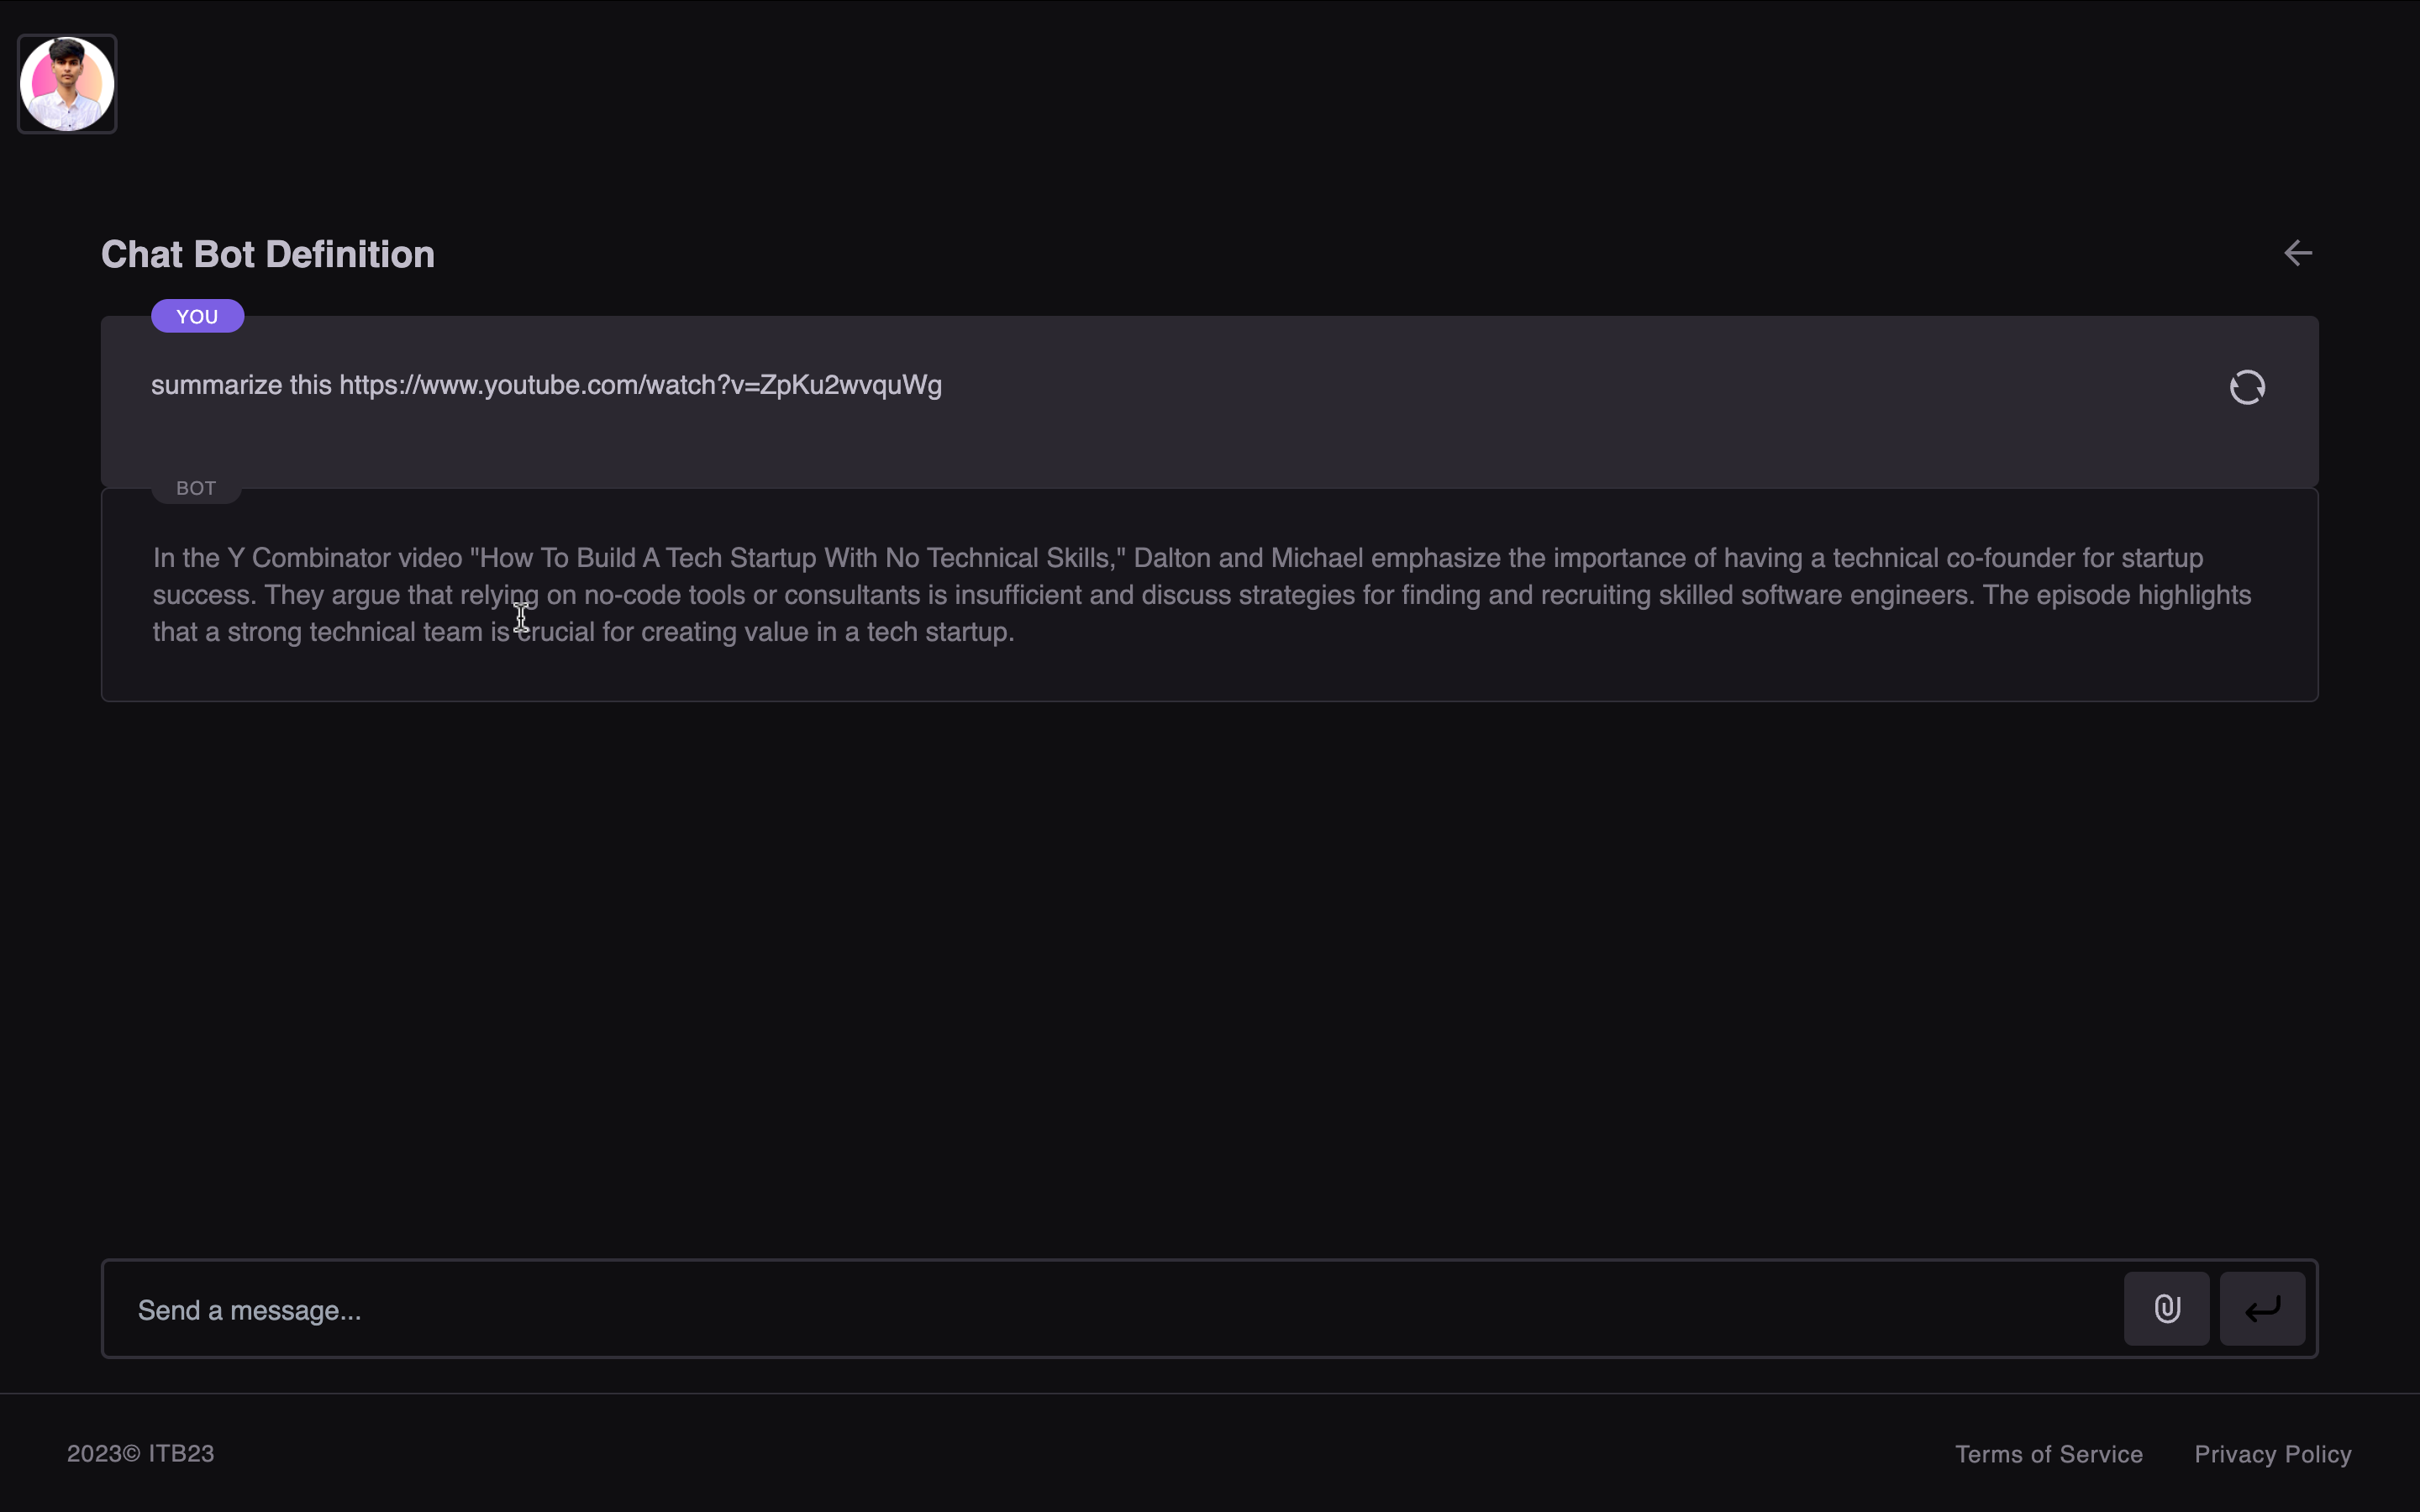 Chat Bot Definition
YOU
summarize this https://www.youtube.com/watch?v=ZpKu2wvquWg
BOT
In the Y Combinator video "How To Build A Tech Startup With No Technical Skills," Dalton and Michael emphasize the importance of having a technical co-founder for startup
success. They argue that relying on no-code tools or consultants is insufficient and discuss strategies for finding and recruiting skilled software engineers. The episode highlights
that a strong technical team is crucial for creating value in a tech startup.
Send a message...
2023© ITB23
Terms of Service
Privacy Policy